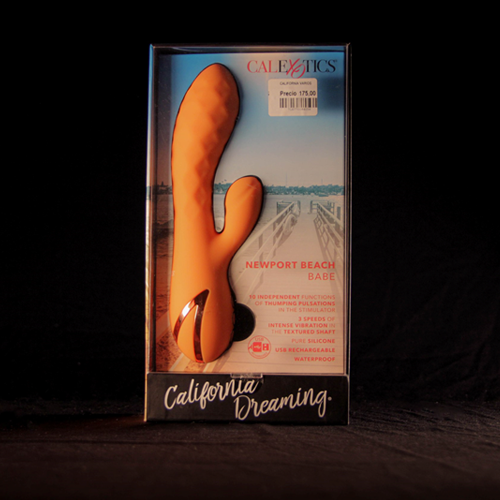 CALEXOTICS
Precio 175.00
NEWPORT BEACH
BABE
10 INDEPENDENT FUNCTIONS
OF THUMPING PULSATIONS
IN THE STIMULATOR
3 SPEEDS OF
INTENSE VIBRATION IN
THE TEXTURED SHAFT
PURE SILICONE
USB RECHARGEABLE
WATERPROOF
California
Dreaming®